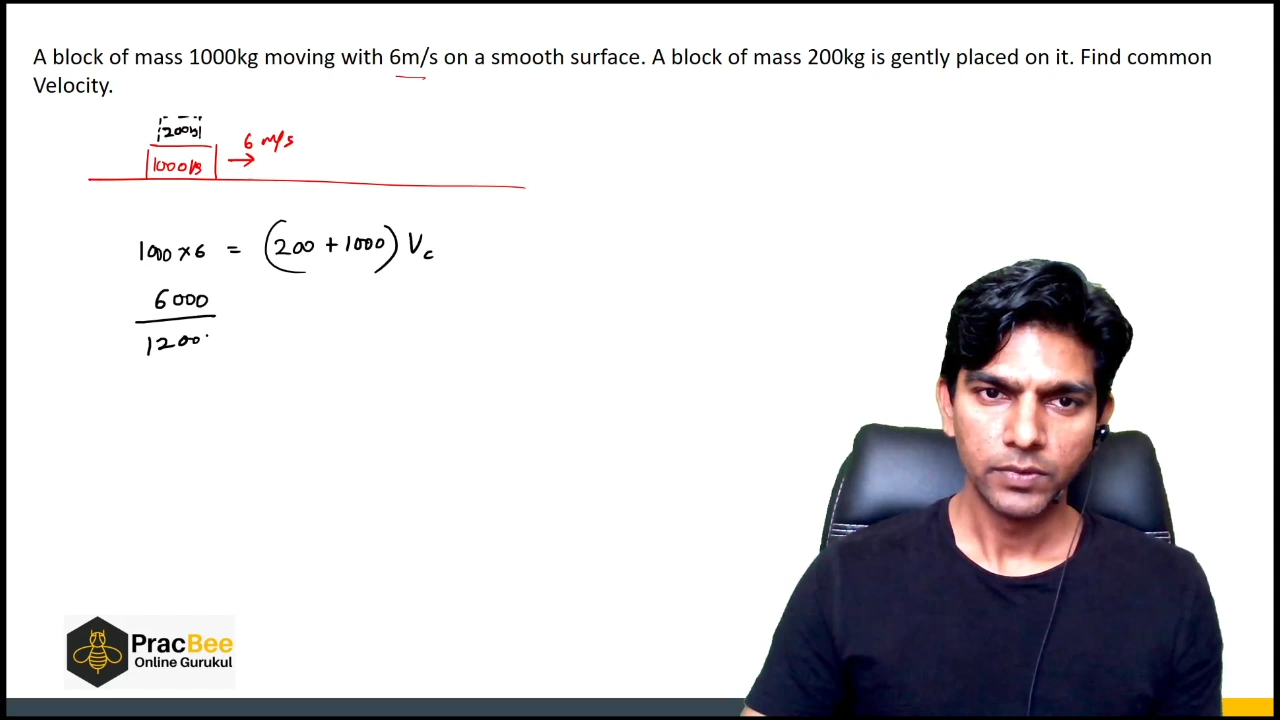 A block of mass 1000kg moving with 6m/s on a smooth surface. A block of mass 200kg is gently placed on it. Find common
Velocity.
200kg
1000kg
6 m/s
1000 × 6 = (200 + 1000) Vc
6000
1200
PracBee
Online Gurukul